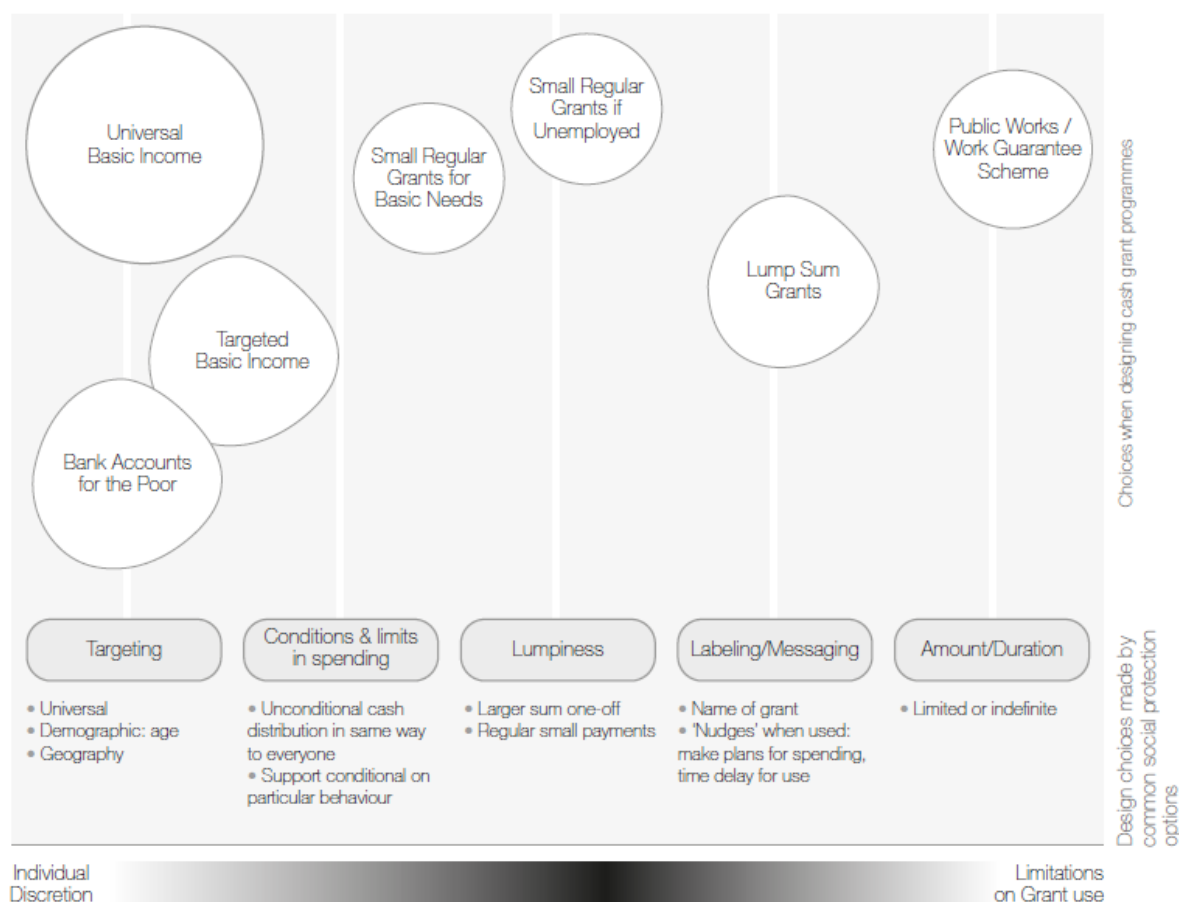 Universal
Basic Income
Small Regular
Grants for
Basic Needs
Small Regular
Grants if
Unemployed
Public Works /
Work Guarantee
Scheme
Lump Sum
Grants
Targeted
Basic Income
Bank Accounts
for the Poor
Choices when designing cash grant programmes
Targeting
• Universal
• Demographic: age
• Geography
Conditions & limits
in spending
• Unconditional cash
distribution in same way
to everyone
• Support conditional on
particular behaviour
Lumpiness
• Larger sum one-off
• Regular small payments
Labeling/Messaging
• Name of grant
• 'Nudges' when used:
make plans for spending,
time delay for use
Amount/Duration
• Limited or indefinite
Design choices made by
common social protection
options
Individual
Discretion
Limitations
on Grant use